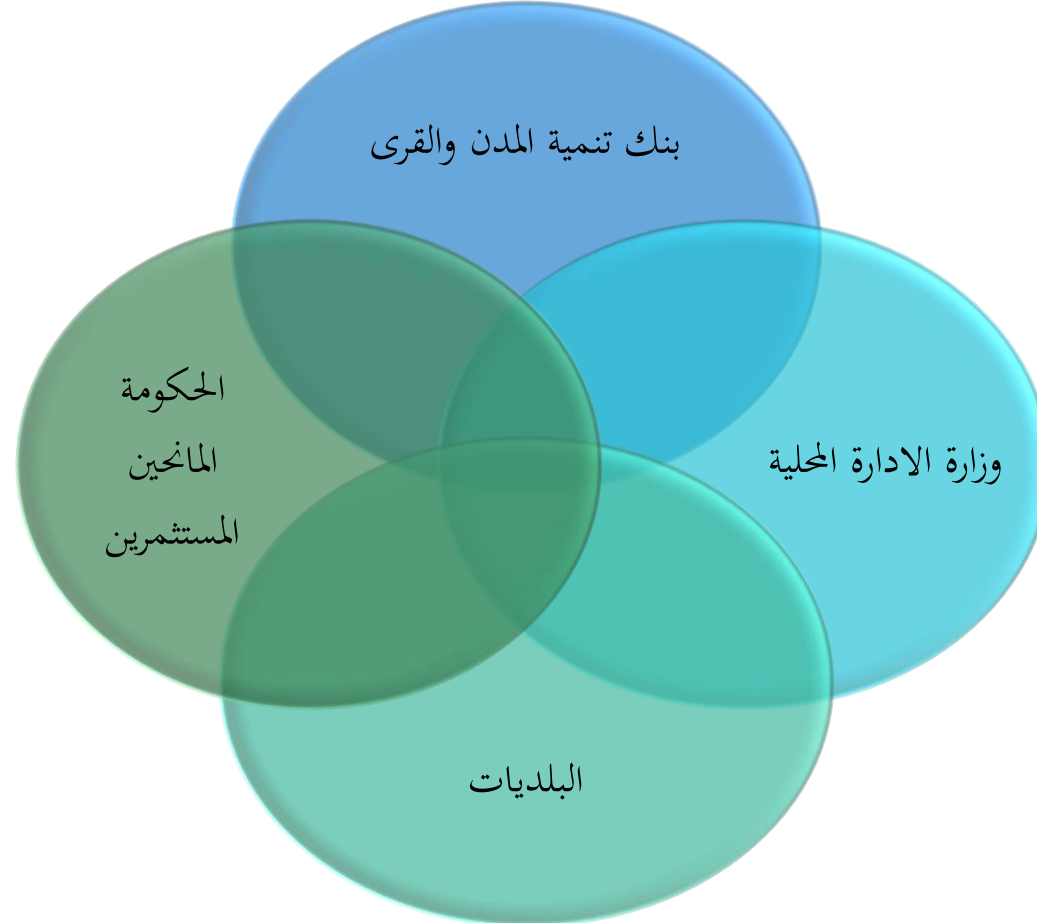 بنك تنمية المدن والقرى
وزارة الادارة المحلية
البلديات
الحكومة
المانحين
المستثمرين